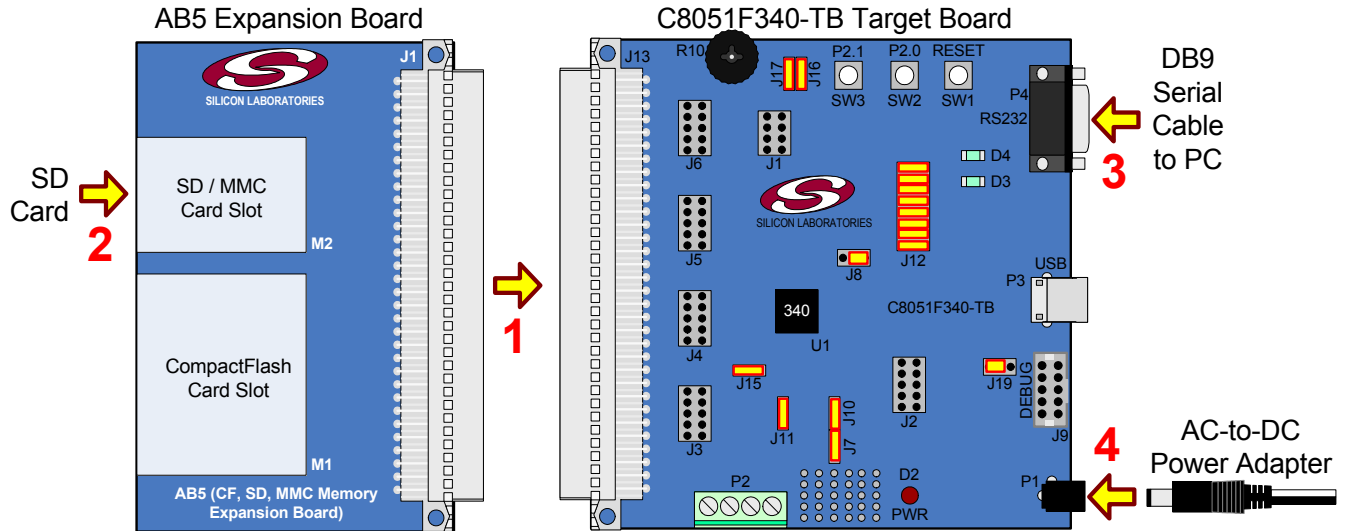 AB5 Expansion Board
J1
SILICON LABORATORIES
SD / MMC
Card Slot
M2
CompactFlash
Card Slot
M1
AB5 (CF, SD, MMC Memory
Expansion Board)
SD
Card
2
1
C8051F340-TB Target Board
J13
R10
J17
J16
P2.1
SW3
P2.0
SW2
RESET
SW1
P4
RS232
J6
J1
D4
D3
SILICON LABORATORIES
J5
J12
J8
USB
P3
340
U1
C8051F340-TB
J4
J15
J19
DEBUG
J9
J11
J10
J7
J2
J3
P2
D2
PWR
P1
DB9
Serial
Cable
to PC
3
4
AC-to-DC
Power Adapter